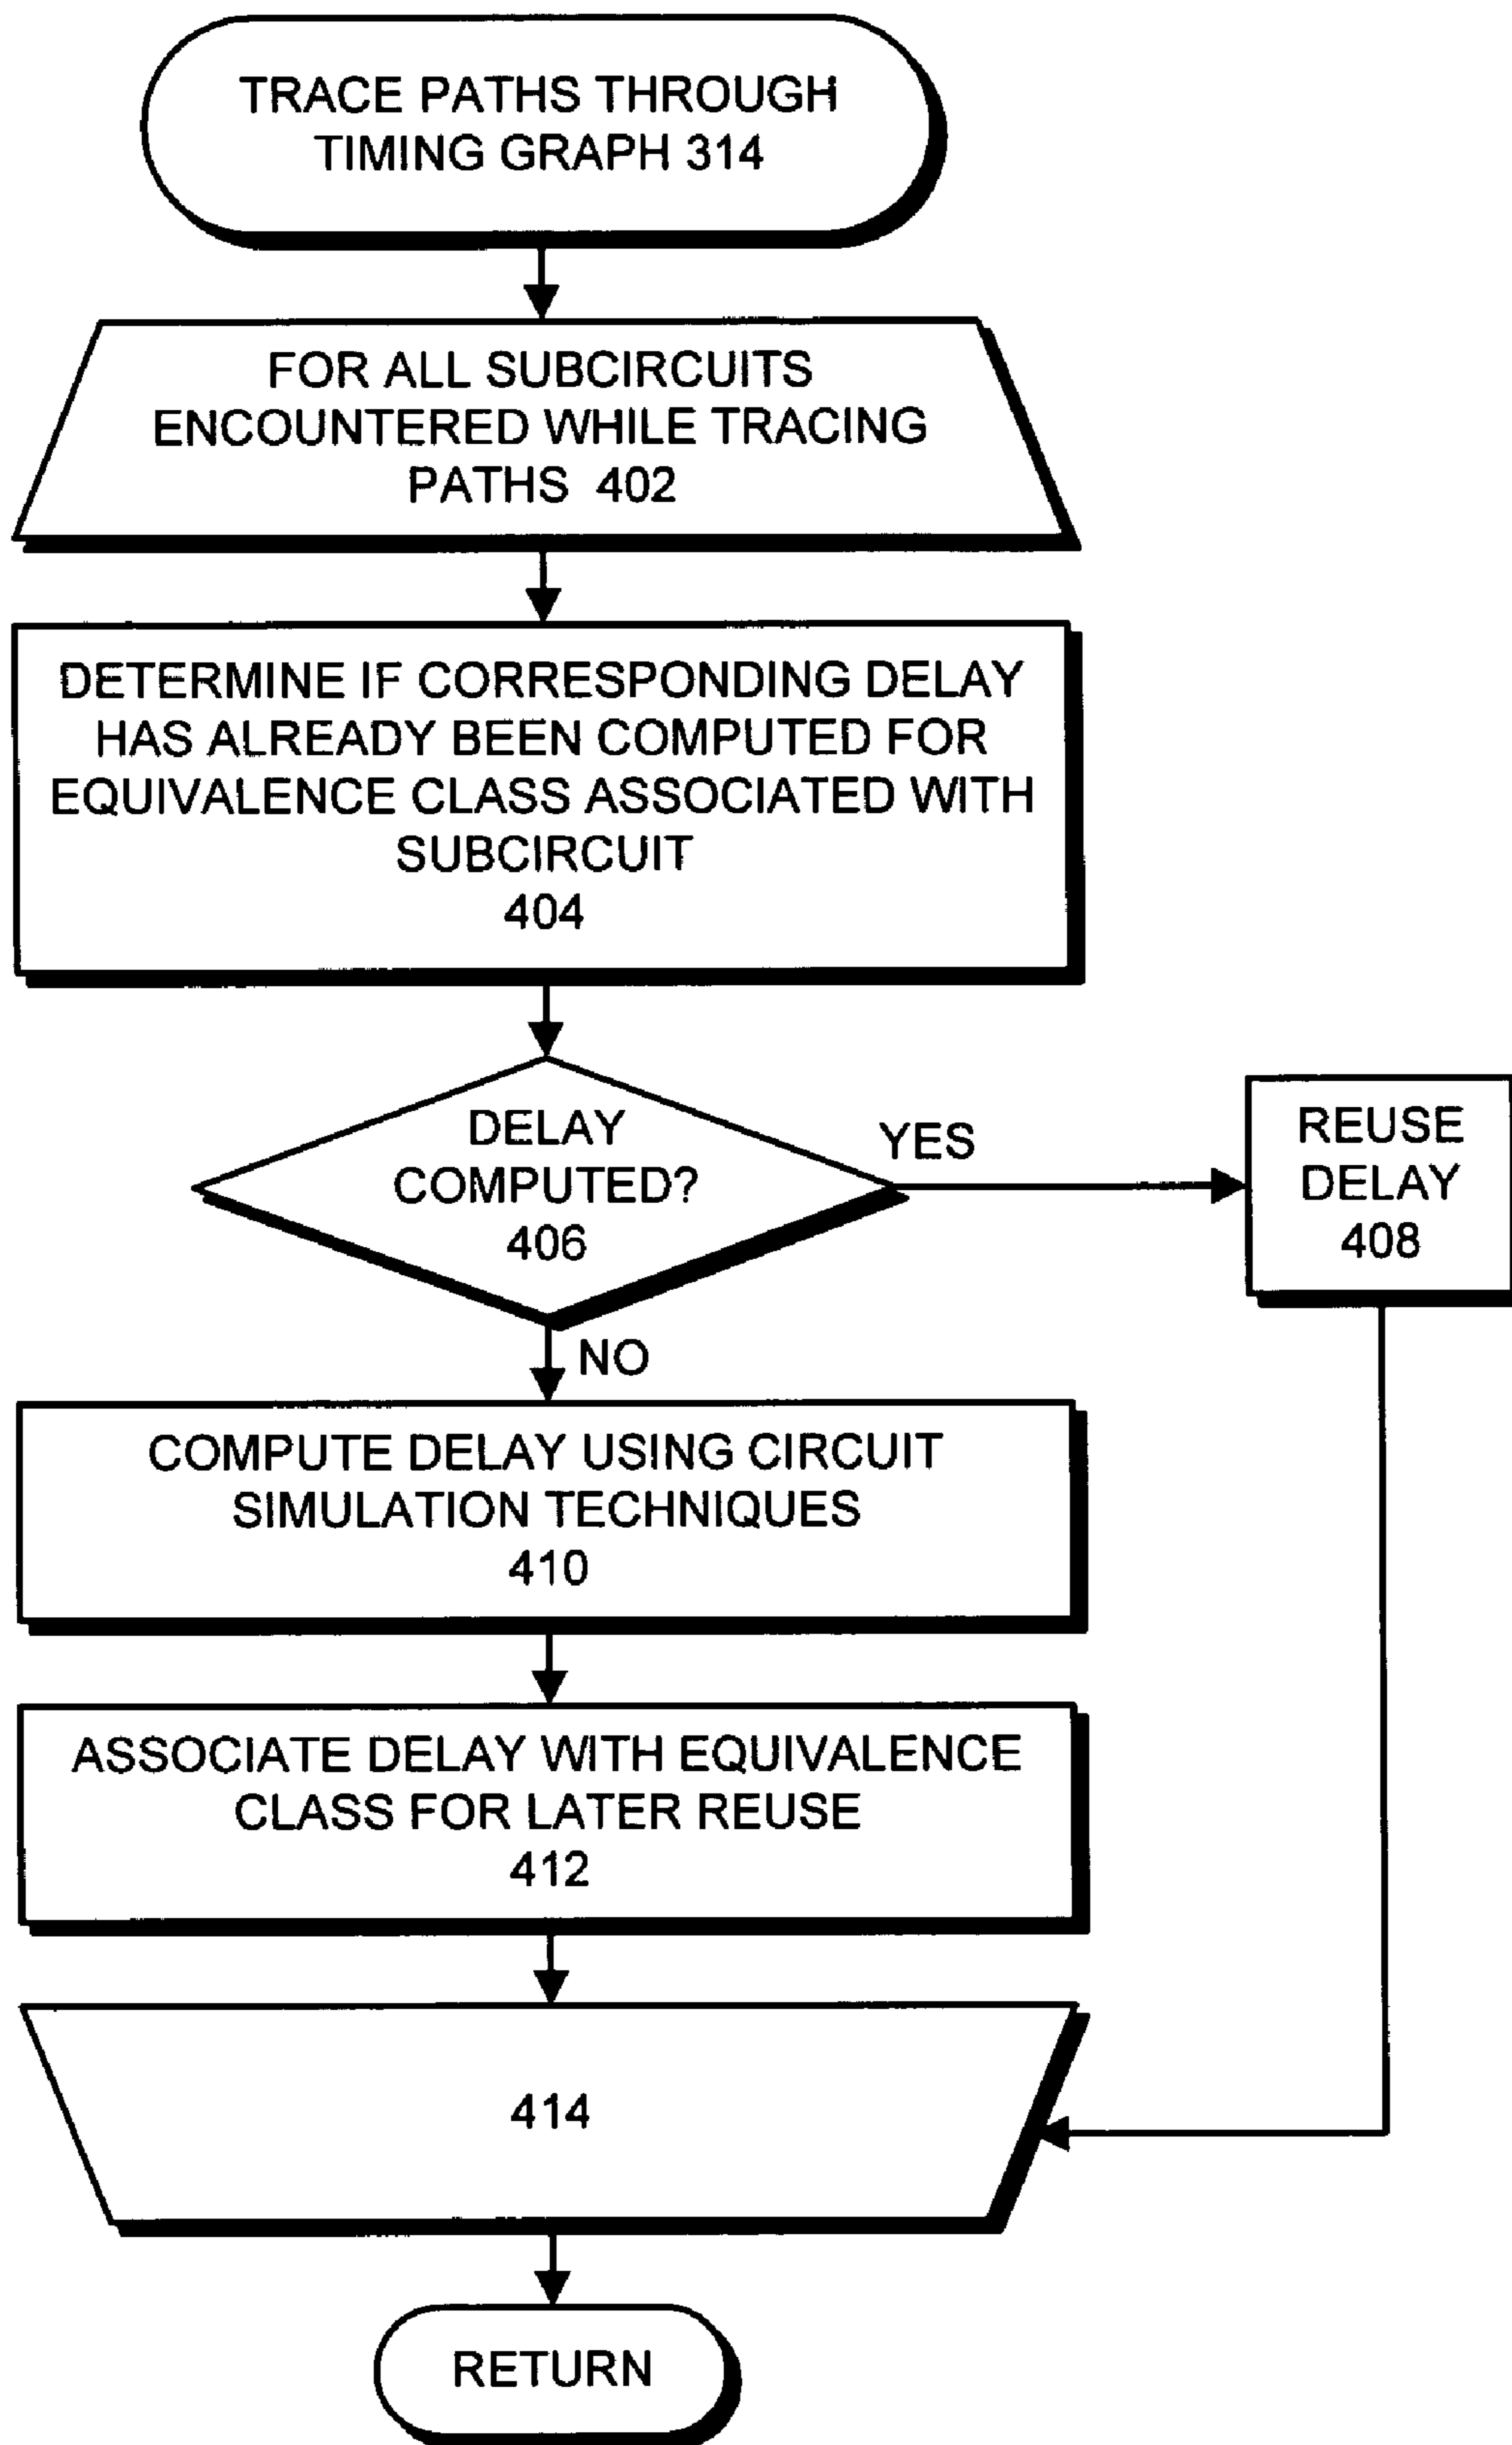 TRACE PATHS THROUGH
TIMING GRAPH 314
FOR ALL SUBCIRCUITS
ENCOUNTERED WHILE TRACING
PATHS 402
DETERMINE IF CORRESPONDING DELAY
HAS ALREADY BEEN COMPUTED FOR
EQUIVALENCE CLASS ASSOCIATED WITH
SUBCIRCUIT
404
DELAY
COMPUTED?
406
YES
REUSE
DELAY
408
NO
COMPUTE DELAY USING CIRCUIT
SIMULATION TECHNIQUES
410
ASSOCIATE DELAY WITH EQUIVALENCE
CLASS FOR LATER REUSE
412
414
RETURN